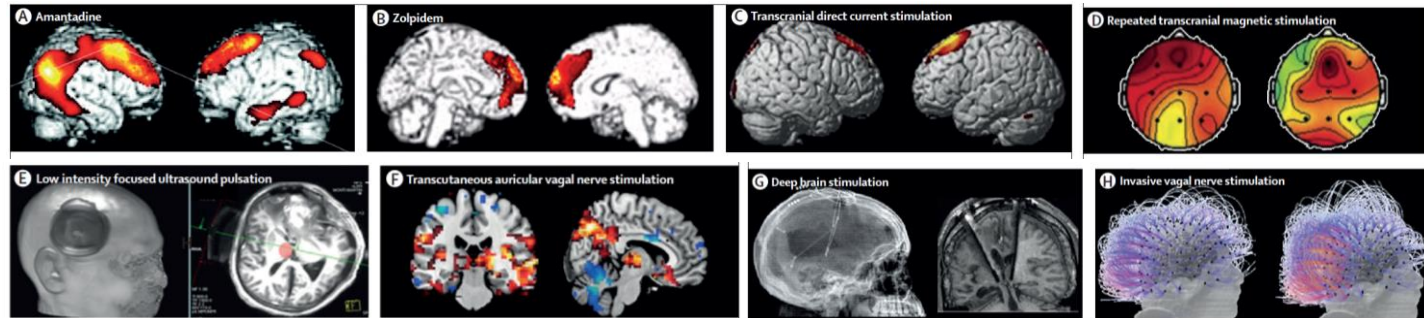 A Amantadine
B Zolpidem
C Transcranial direct current stimulation
D Repeated transcranial magnetic stimulation
E Low intensity focused ultrasound pulsation
F Transcutaneous auricular vagal nerve stimulation
G Deep brain stimulation
H Invasive vagal nerve stimulation